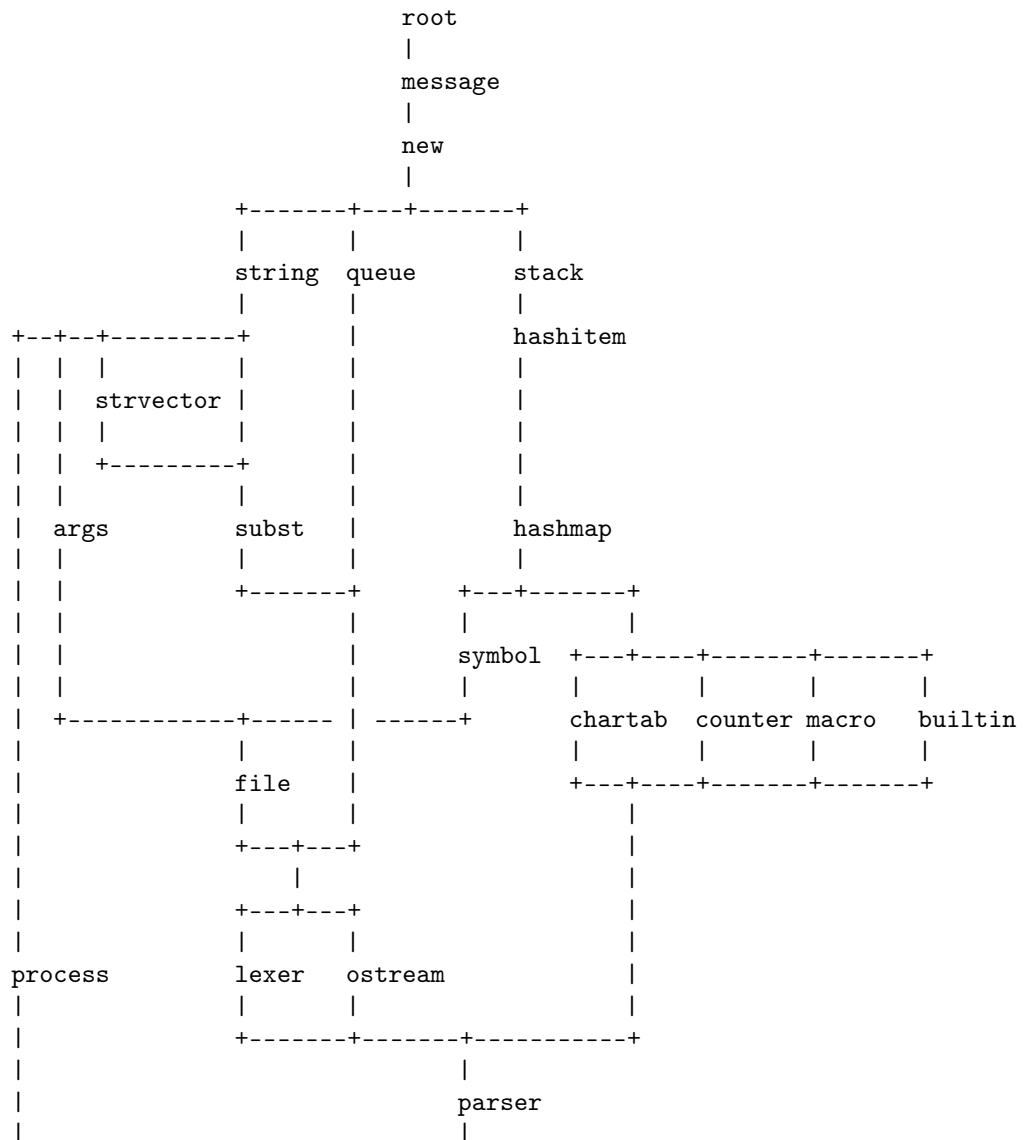 root
message
new
string queue stack
hashitem
strvector
args subst hashmap
symbol
chartab counter macro builtin
file
process lexer ostream
parser